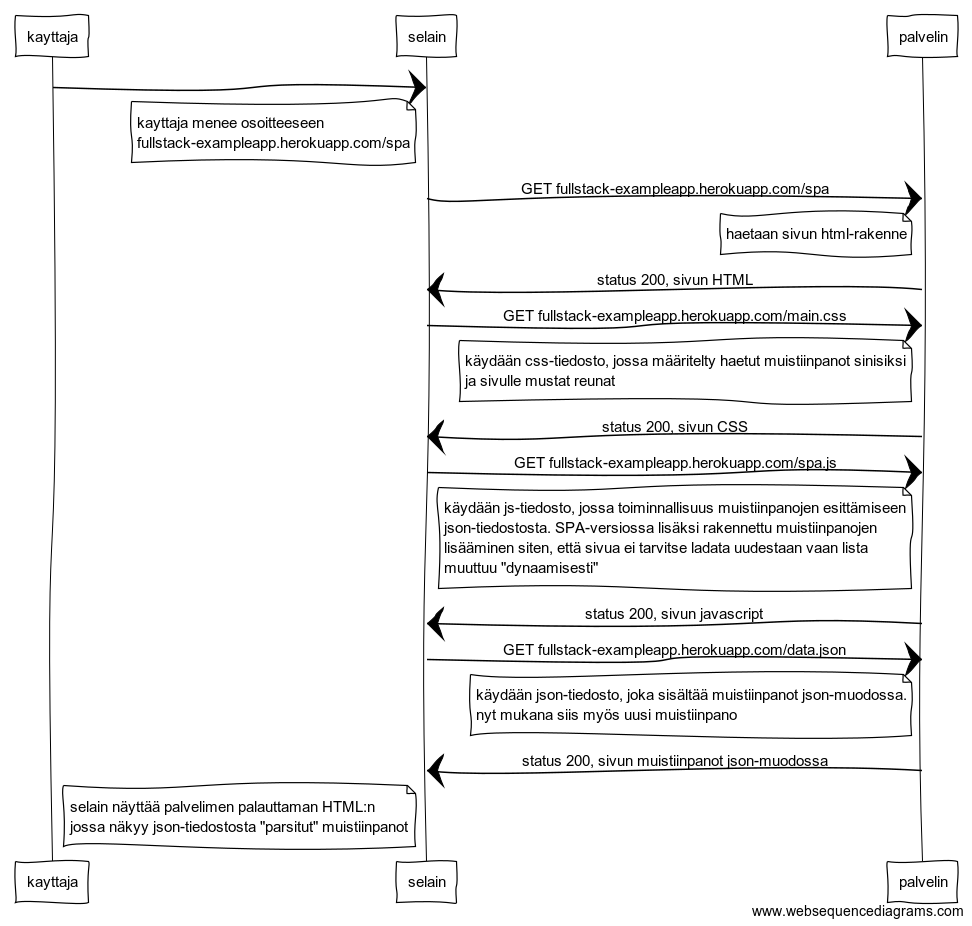 kayttaja
selain
palvelin
kayttaja menee osoitteeseen
fullstack-exampleapp.herokuapp.com/spa
GET fullstack-exampleapp.herokuapp.com/spa
haetaan sivun html-rakenne
status 200, sivun HTML
GET fullstack-exampleapp.herokuapp.com/main.css
käydään css-tiedosto, jossa määritelty haetut muistiinpanot sinisiksi
ja sivulle mustat reunat
status 200, sivun CSS
GET fullstack-exampleapp.herokuapp.com/spa.js
käydään js-tiedosto, jossa toiminnallisuus muistiinpanojen esittämiseen
json-tiedostosta. SPA-versiossa lisäksi rakennettu muistiinpanojen
lisääminen siten, että sivua ei tarvitse ladata uudestaan vaan lista
muuttuu "dynaamisesti"
status 200, sivun javascript
GET fullstack-exampleapp.herokuapp.com/data.json
käydään json-tiedosto, joka sisältää muistiinpanot json-muodossa.
nyt mukana siis myös uusi muistiinpano
status 200, sivun muistiinpanot json-muodossa
selain näyttää palvelimen palauttaman HTML:n
jossa näkyy json-tiedostosta "parsitut" muistiinpanot
kayttaja
selain
palvelin
www.websequencediagrams.com